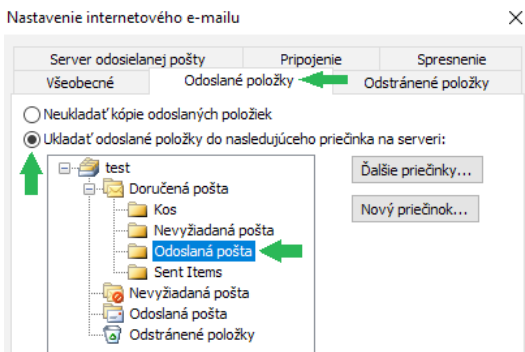 Nastavenie internetového e-mailu
Server odosielanej pošty Pripojenie Spresnenie
Všeobecné Odoslané položky Odstránené položky
Neukladať kópie odoslaných položiek
Ukladať odoslané položky do nasledujúceho priečinka na serveri:
test
Ďalšie priečinky...
Doručená pošta
Kos
Nový priečinok...
Nevyžiadaná pošta
Odoslaná pošta
Sent Items
Nevyžiadaná pošta
Odoslaná pošta
Odstránené položky